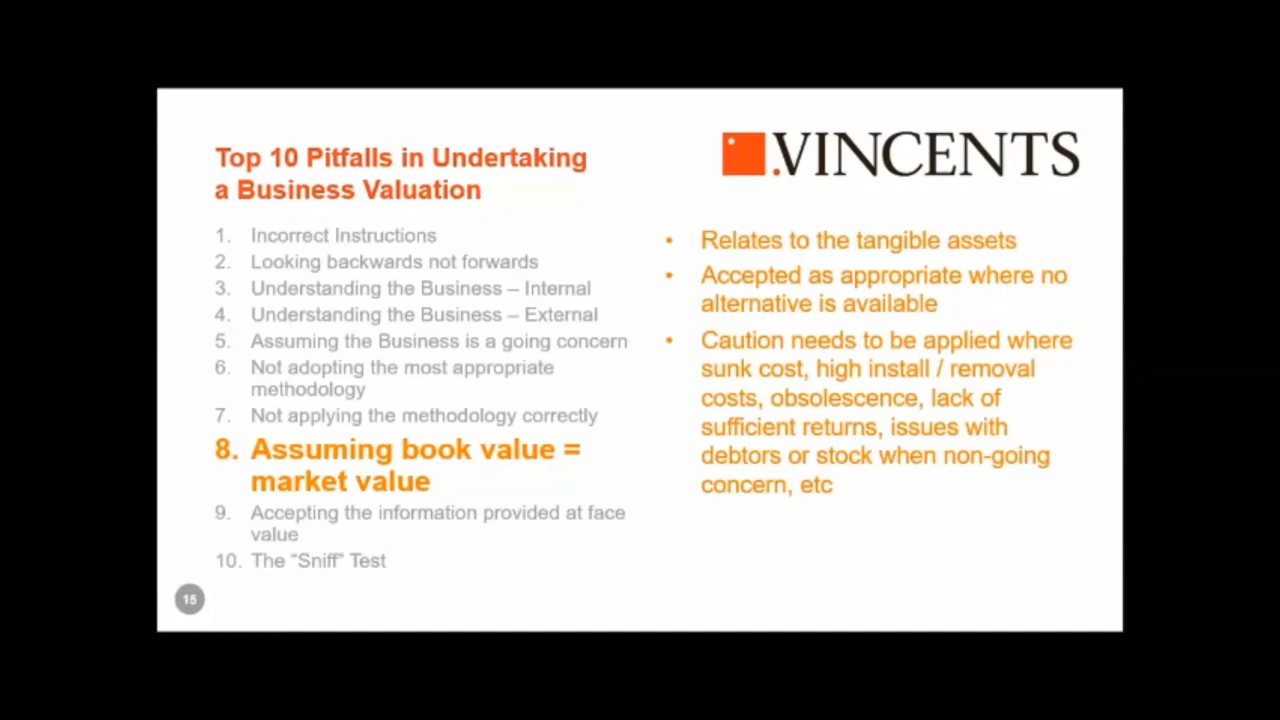 Top 10 Pitfalls in Undertaking
a Business Valuation
.VINCENTS
1. Incorrect Instructions
2. Looking backwards not forwards
3. Understanding the Business – Internal
4. Understanding the Business – External
5. Assuming the Business is a going concern
6. Not adopting the most appropriate
methodology
7. Not applying the methodology correctly
8. Assuming book value =
market value
9. Accepting the information provided at face
value
10. The “Sniff” Test
• Relates to the tangible assets
• Accepted as appropriate where no
alternative is available
• Caution needs to be applied where
sunk cost, high install / removal
costs, obsolescence, lack of
sufficient returns, issues with
debtors or stock when non-going
concern, etc
15